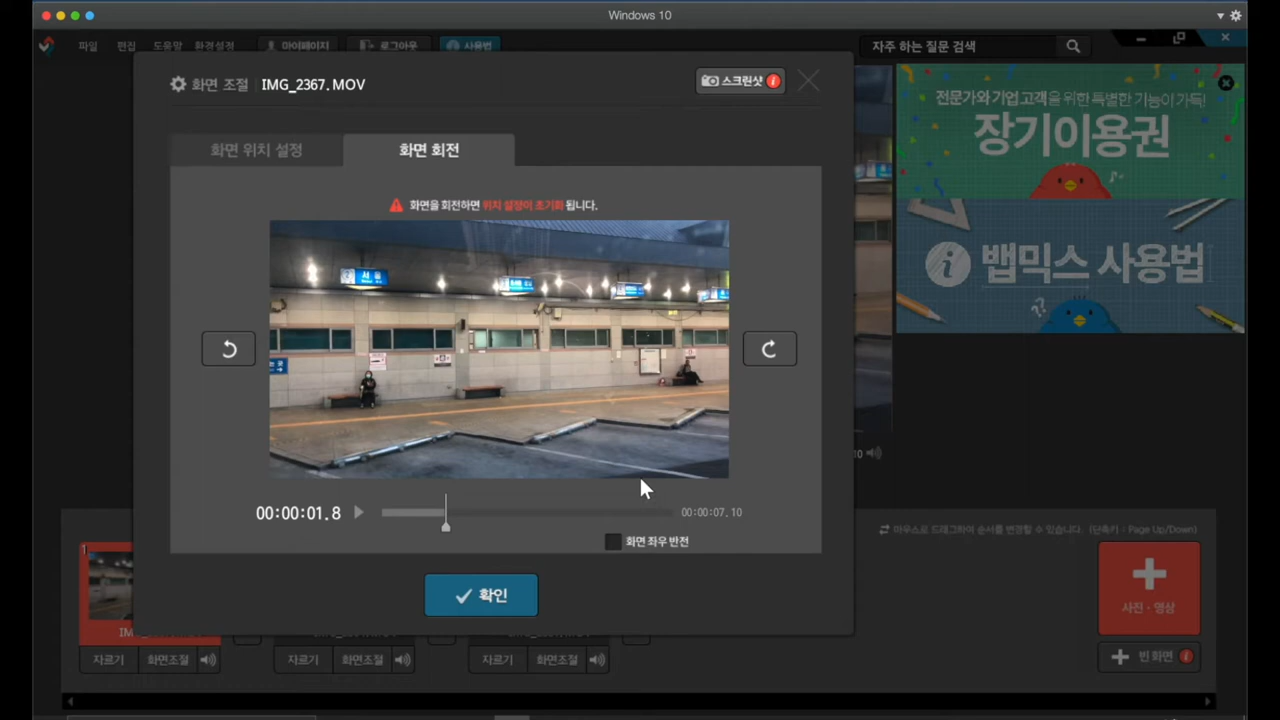 Windows 10
파일 편집 도움말 환경설정 마이페이지 로그아웃 사용법 자주 하는 질문 검색
화면 조절 IMG_2367.MOV 스크린샷
화면 위치 설정 화면 회전
화면을 회전하면 위치 설정이 초기화 됩니다.
서울
00:00:01.8 00:00:07.10
화면 좌우 반전
확인
전문가와 기업 고객을 위한 특별한 기능이 가득!
장기이용권
뱁믹스 사용법
마우스로 드래그하여 순서를 변경할 수 있습니다. (단축키 : Page Up/Down)
1
자르기 화면조절 자르기 화면조절 자르기 화면조절
사진 · 영상
빈 화면